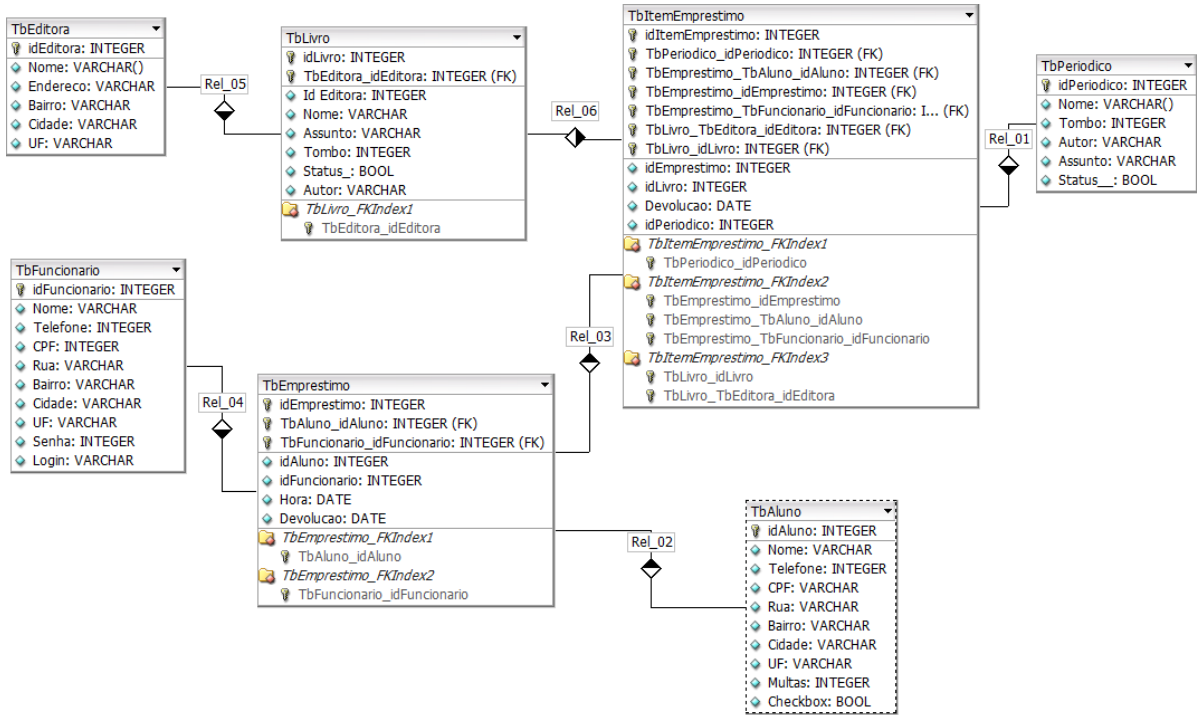 TbEditora
idEditora: INTEGER
Nome: VARCHAR()
Endereco: VARCHAR
Bairro: VARCHAR
Cidade: VARCHAR
UF: VARCHAR
Rel_05
TbLivro
idLivro: INTEGER
TbEditora_idEditora: INTEGER (FK)
Id Editora: INTEGER
Nome: VARCHAR
Assunto: VARCHAR
Tombo: INTEGER
Status_: BOOL
Autor: VARCHAR
TbLivro_FKIndex1
TbEditora_idEditora
Rel_06
TbItemEmprestimo
idItemEmprestimo: INTEGER
TbPeriodico_idPeriodico: INTEGER (FK)
TbEmprestimo_TbAluno_idAluno: INTEGER (FK)
TbEmprestimo_idEmprestimo: INTEGER (FK)
TbEmprestimo_TbFuncionario_idFuncionario: I... (FK)
TbLivro_TbEditora_idEditora: INTEGER (FK)
TbLivro_idLivro: INTEGER (FK)
idEmprestimo: INTEGER
idLivro: INTEGER
Devolucao: DATE
idPeriodico: INTEGER
TbItemEmprestimo_FKIndex1
TbPeriodico_idPeriodico
TbItemEmprestimo_FKIndex2
TbEmprestimo_idEmprestimo
TbEmprestimo_TbAluno_idAluno
TbEmprestimo_TbFuncionario_idFuncionario
TbItemEmprestimo_FKIndex3
TbLivro_idLivro
TbLivro_TbEditora_idEditora
Rel_01
TbPeriodico
idPeriodico: INTEGER
Nome: VARCHAR()
Tombo: INTEGER
Autor: VARCHAR
Assunto: VARCHAR
Status__: BOOL
TbFuncionario
idFuncionario: INTEGER
Nome: VARCHAR
Telefone: INTEGER
CPF: INTEGER
Rua: VARCHAR
Bairro: VARCHAR
Cidade: VARCHAR
UF: VARCHAR
Senha: INTEGER
Login: VARCHAR
Rel_04
Rel_03
TbEmprestimo
idEmprestimo: INTEGER
TbAluno_idAluno: INTEGER (FK)
TbFuncionario_idFuncionario: INTEGER (FK)
idAluno: INTEGER
idFuncionario: INTEGER
Hora: DATE
Devolucao: DATE
TbEmprestimo_FKIndex1
TbAluno_idAluno
TbEmprestimo_FKIndex2
TbFuncionario_idFuncionario
Rel_02
TbAluno
idAluno: INTEGER
Nome: VARCHAR
Telefone: INTEGER
CPF: VARCHAR
Rua: VARCHAR
Bairro: VARCHAR
Cidade: VARCHAR
UF: VARCHAR
Multas: INTEGER
Checkbox: BOOL